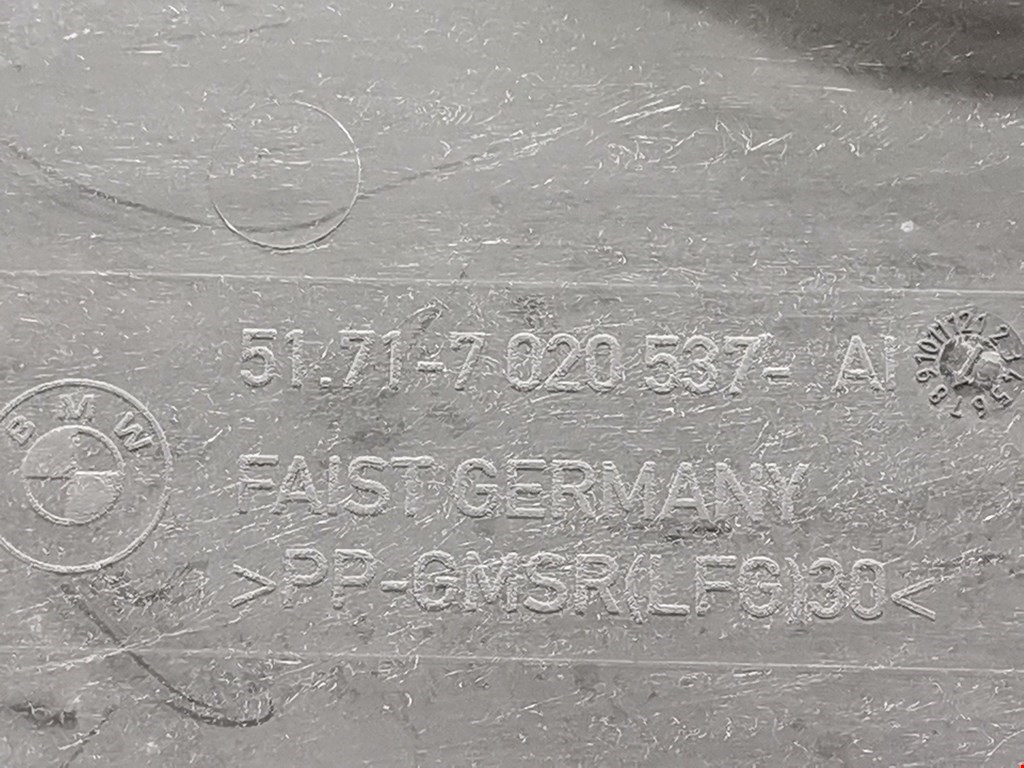 51.71-7 020 537- AI
BMW
FAIST GERMANY
>PP-GMSR(LFG)30<